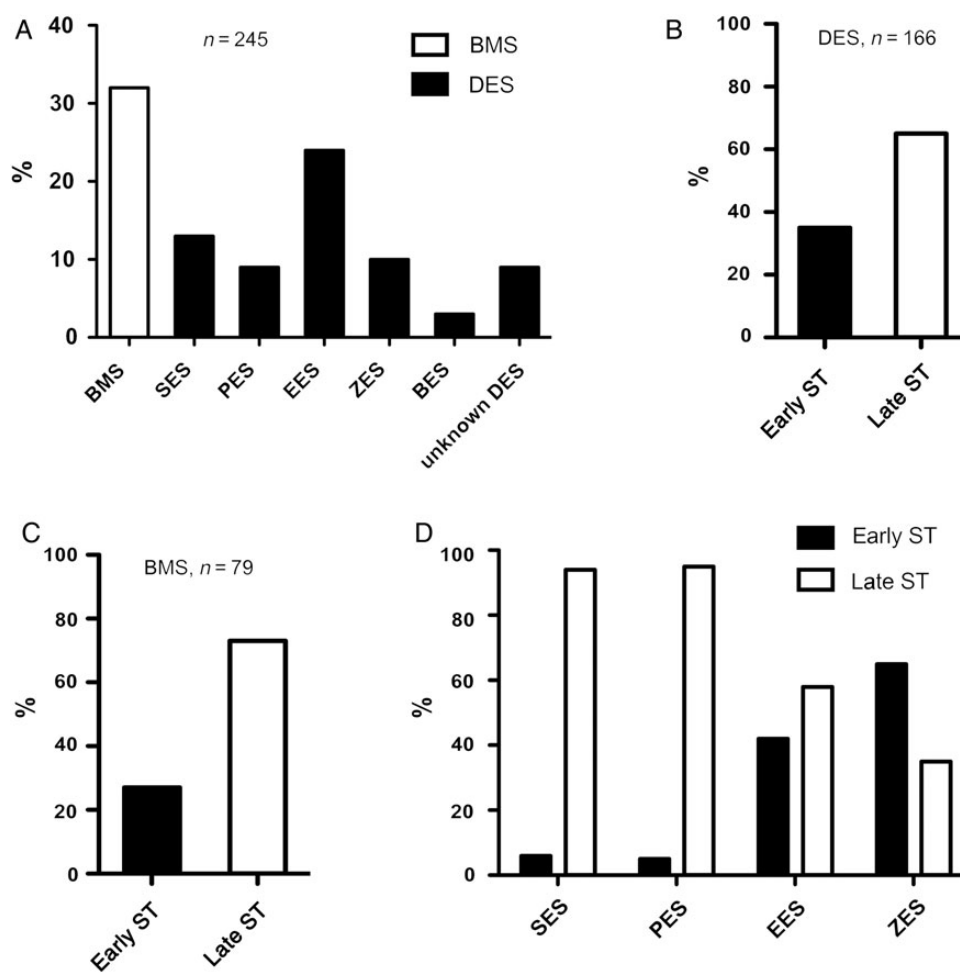 A
n = 245
BMS
DES
%
40
30
20
10
0
BMS
SES
PES
EES
ZES
BES
unknown DES
B
DES, n = 166
%
100
80
60
40
20
0
Early ST
Late ST
C
BMS, n = 79
%
100
80
60
40
20
0
Early ST
Late ST
D
Early ST
Late ST
%
100
80
60
40
20
0
SES
PES
EES
ZES